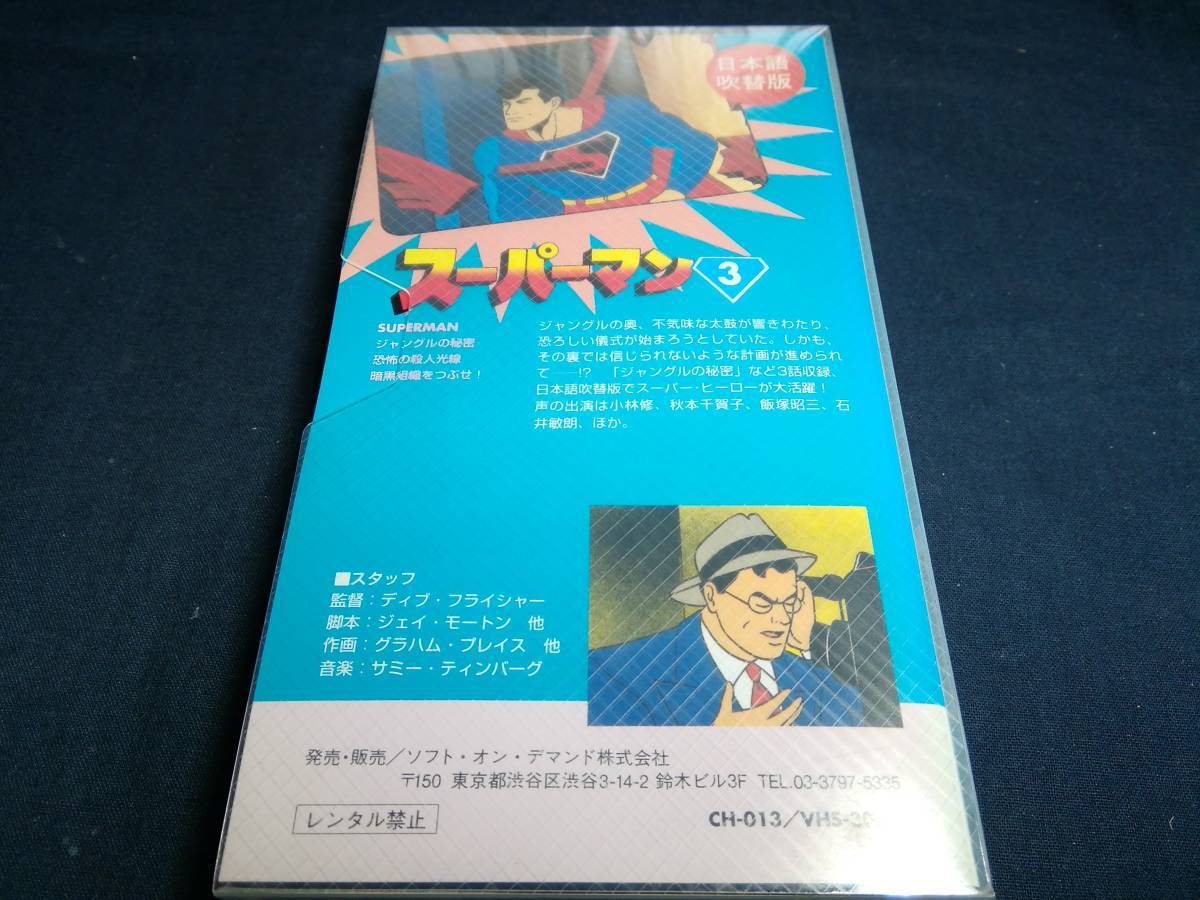 日本語
吹替版
スーパーマン 3
SUPERMAN
ジャングルの秘密
恐怖の殺人光線
暗黒組織をつぶせ!
ジャングルの奥、不気味な太鼓が響きわたり、
恐ろしい儀式が始まろうとしていた。しかも、
その裏では信じられないような計画が進められ
て——!? 「ジャングルの秘密」など3話収録、
日本語吹替版でスーパー・ヒーローが大活躍!
声の出演は小林修、秋本千賀子、飯塚昭三、石
井敏朗、ほか。
■スタッフ
監督:ディブ・フライシャー
脚本:ジェイ・モートン 他
作画:グラハム・プレイス 他
音楽:サミー・ティンバーグ
発売・販売/ソフト・オン・デマンド株式会社
〒150 東京都渋谷区渋谷3-14-2 鈴木ビル3F TEL.03-3797-5335
レンタル禁止
CH-013/VHS-30